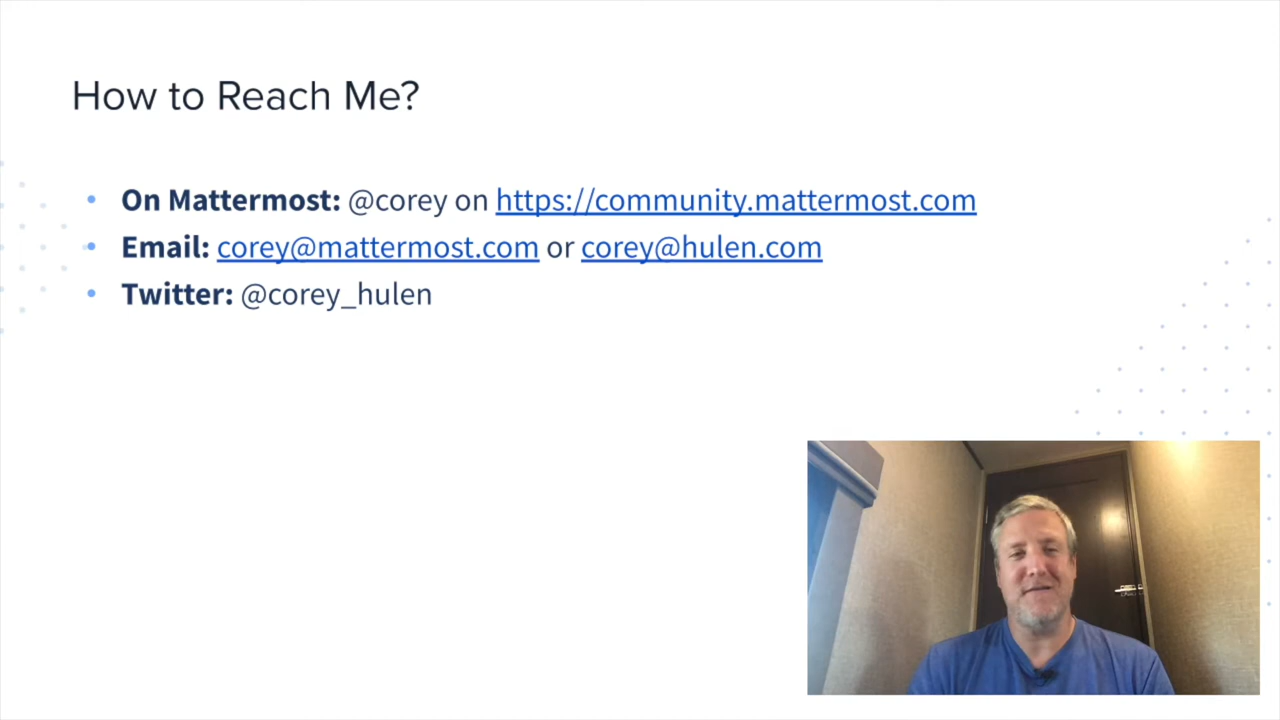 How to Reach Me?
• On Mattermost: @corey on https://community.mattermost.com
• Email: corey@mattermost.com or corey@hulen.com
• Twitter: @corey_hulen